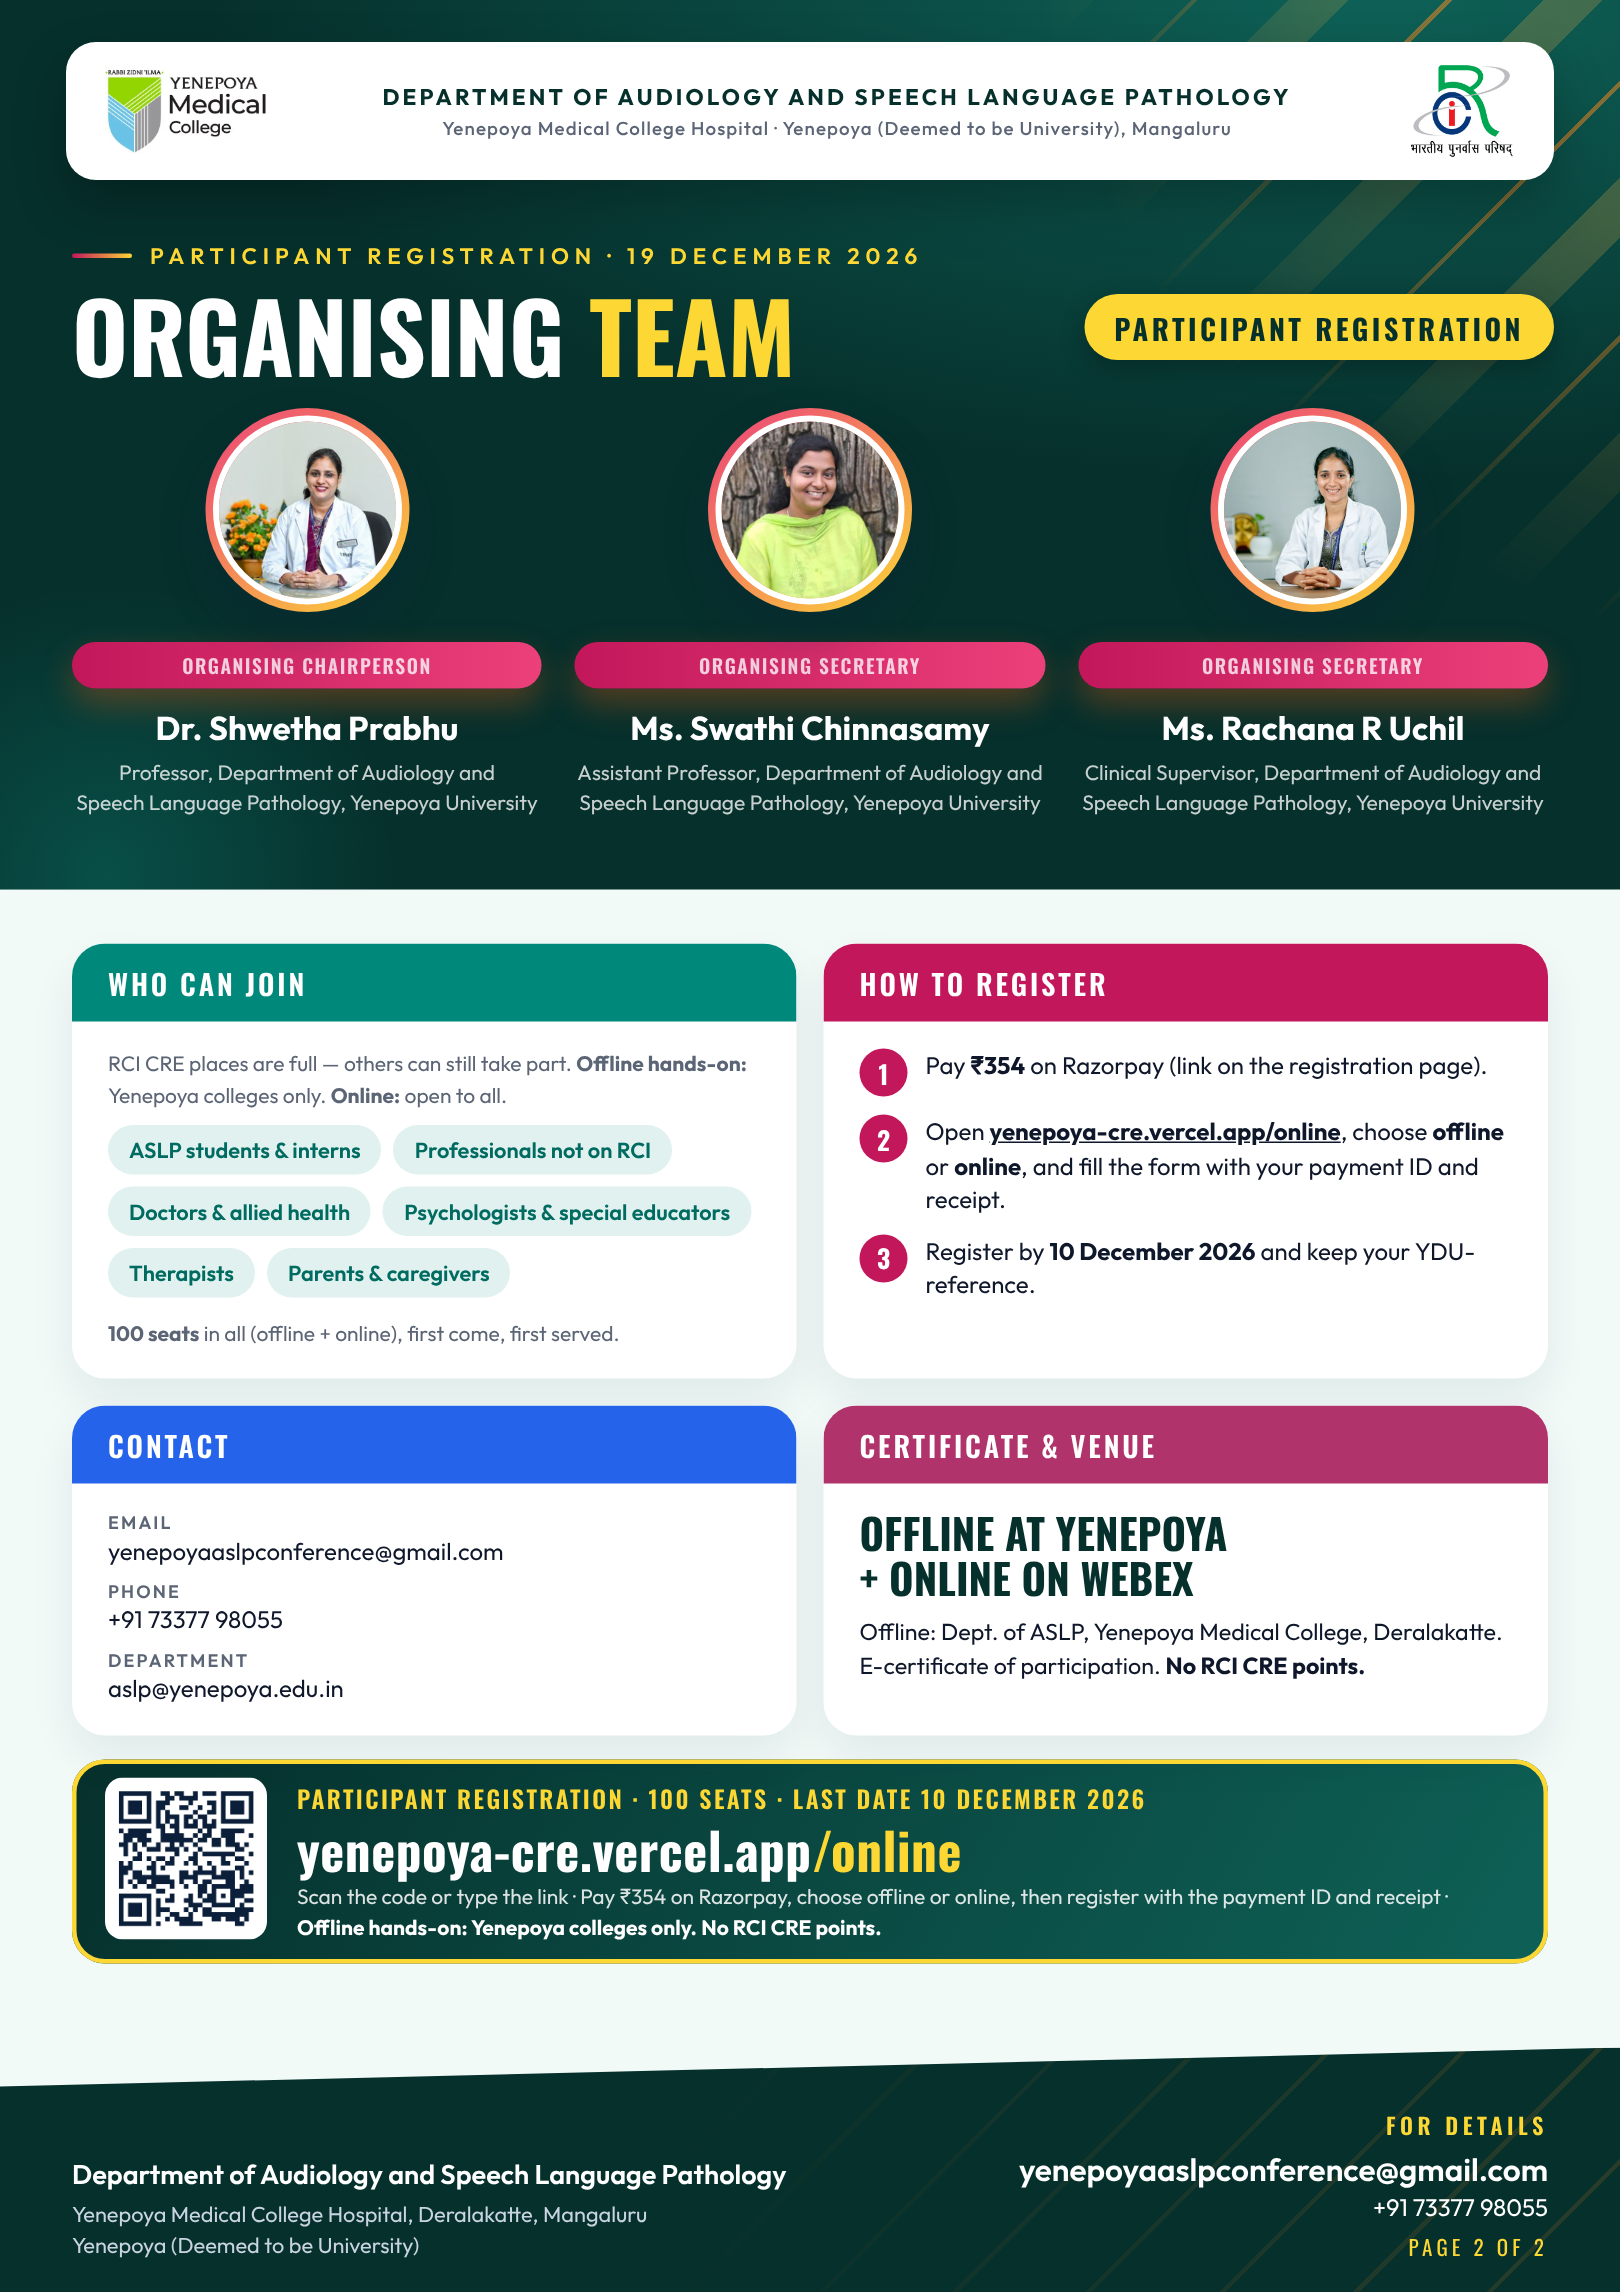 RABBI ZIDNI 'ILMA
YENEPOYA
Medical
College
DEPARTMENT OF AUDIOLOGY AND SPEECH LANGUAGE PATHOLOGY
Yenepoya Medical College Hospital · Yenepoya (Deemed to be University), Mangaluru
भारतीय पुनर्वास परिषद्
PARTICIPANT REGISTRATION · 19 DECEMBER 2026
ORGANISING TEAM
PARTICIPANT REGISTRATION
ORGANISING CHAIRPERSON
Dr. Shwetha Prabhu
Professor, Department of Audiology and
Speech Language Pathology, Yenepoya University
ORGANISING SECRETARY
Ms. Swathi Chinnasamy
Assistant Professor, Department of Audiology and
Speech Language Pathology, Yenepoya University
ORGANISING SECRETARY
Ms. Rachana R Uchil
Clinical Supervisor, Department of Audiology and
Speech Language Pathology, Yenepoya University
WHO CAN JOIN
RCI CRE places are full — others can still take part. Offline hands-on:
Yenepoya colleges only. Online: open to all.
ASLP students & interns
Professionals not on RCI
Doctors & allied health
Psychologists & special educators
Therapists
Parents & caregivers
100 seats in all (offline + online), first come, first served.
HOW TO REGISTER
1 Pay ₹354 on Razorpay (link on the registration page).
2 Open yenepoya-cre.vercel.app/online, choose offline
or online, and fill the form with your payment ID and
receipt.
3 Register by 10 December 2026 and keep your YDU-
reference.
CONTACT
EMAIL
yenepoyaaslpconference@gmail.com
PHONE
+91 73377 98055
DEPARTMENT
aslp@yenepoya.edu.in
CERTIFICATE & VENUE
OFFLINE AT YENEPOYA
+ ONLINE ON WEBEX
Offline: Dept. of ASLP, Yenepoya Medical College, Deralakatte.
E-certificate of participation. No RCI CRE points.
PARTICIPANT REGISTRATION · 100 SEATS · LAST DATE 10 DECEMBER 2026
yenepoya-cre.vercel.app/online
Scan the code or type the link · Pay ₹354 on Razorpay, choose offline or online, then register with the payment ID and receipt ·
Offline hands-on: Yenepoya colleges only. No RCI CRE points.
Department of Audiology and Speech Language Pathology
Yenepoya Medical College Hospital, Deralakatte, Mangaluru
Yenepoya (Deemed to be University)
FOR DETAILS
yenepoyaaslpconference@gmail.com
+91 73377 98055
PAGE 2 OF 2